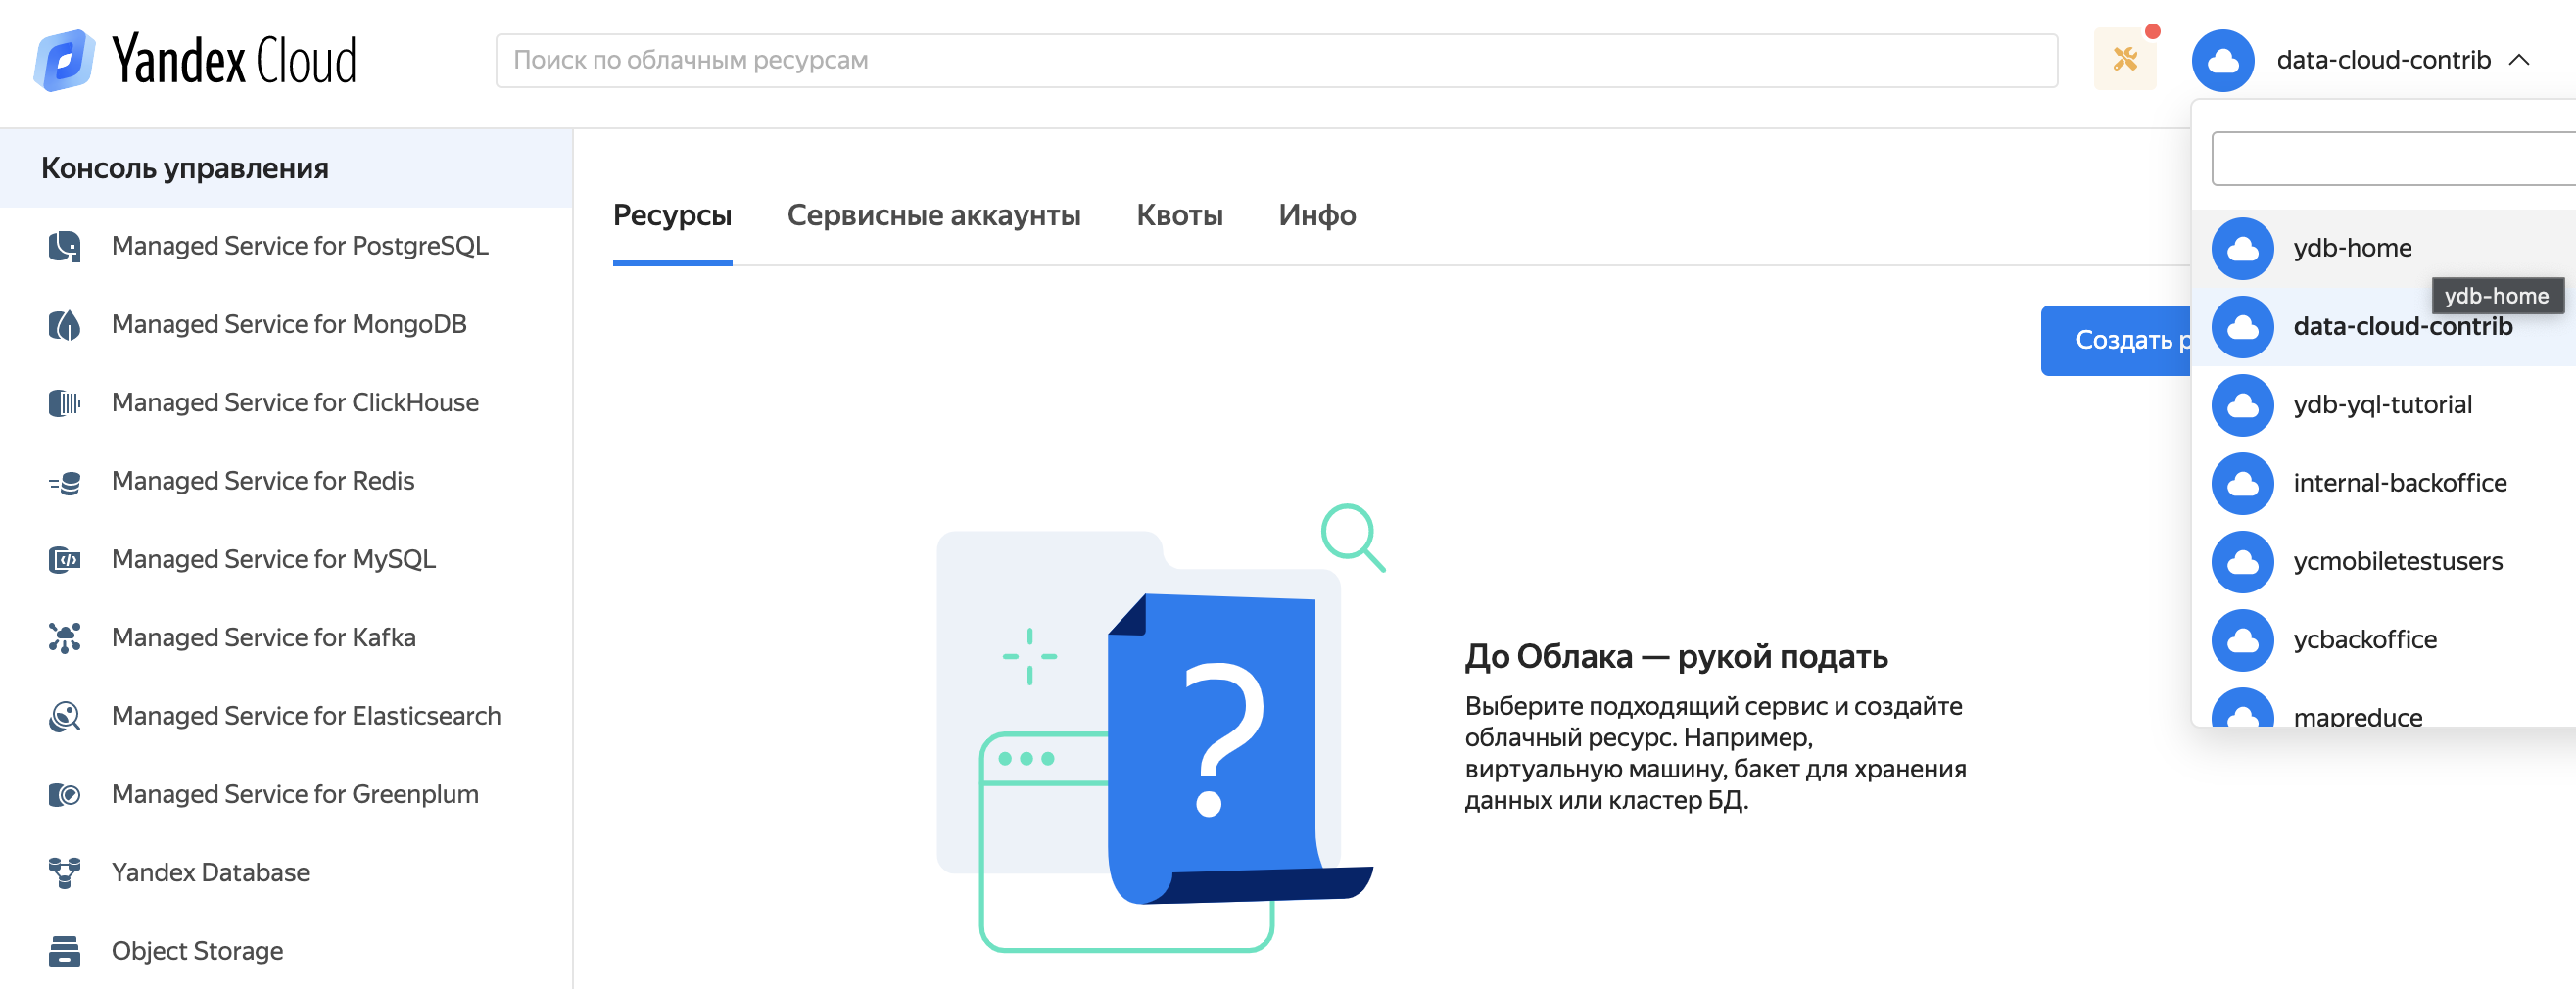 Yandex Cloud
Поиск по облачным ресурсам
data-cloud-contrib
Консоль управления
Managed Service for PostgreSQL
Managed Service for MongoDB
Managed Service for ClickHouse
Managed Service for Redis
Managed Service for MySQL
Managed Service for Kafka
Managed Service for Elasticsearch
Managed Service for Greenplum
Yandex Database
Object Storage
Ресурсы
Сервисные аккаунты
Квоты
Инфо
Создать р
?
До Облака — рукой подать
Выберите подходящий сервис и создайте
облачный ресурс. Например,
виртуальную машину, бакет для хранения
данных или кластер БД.
ydb-home
ydb-home
data-cloud-contrib
ydb-yql-tutorial
internal-backoffice
ycmobiletestusers
ycbackoffice
mapreduce